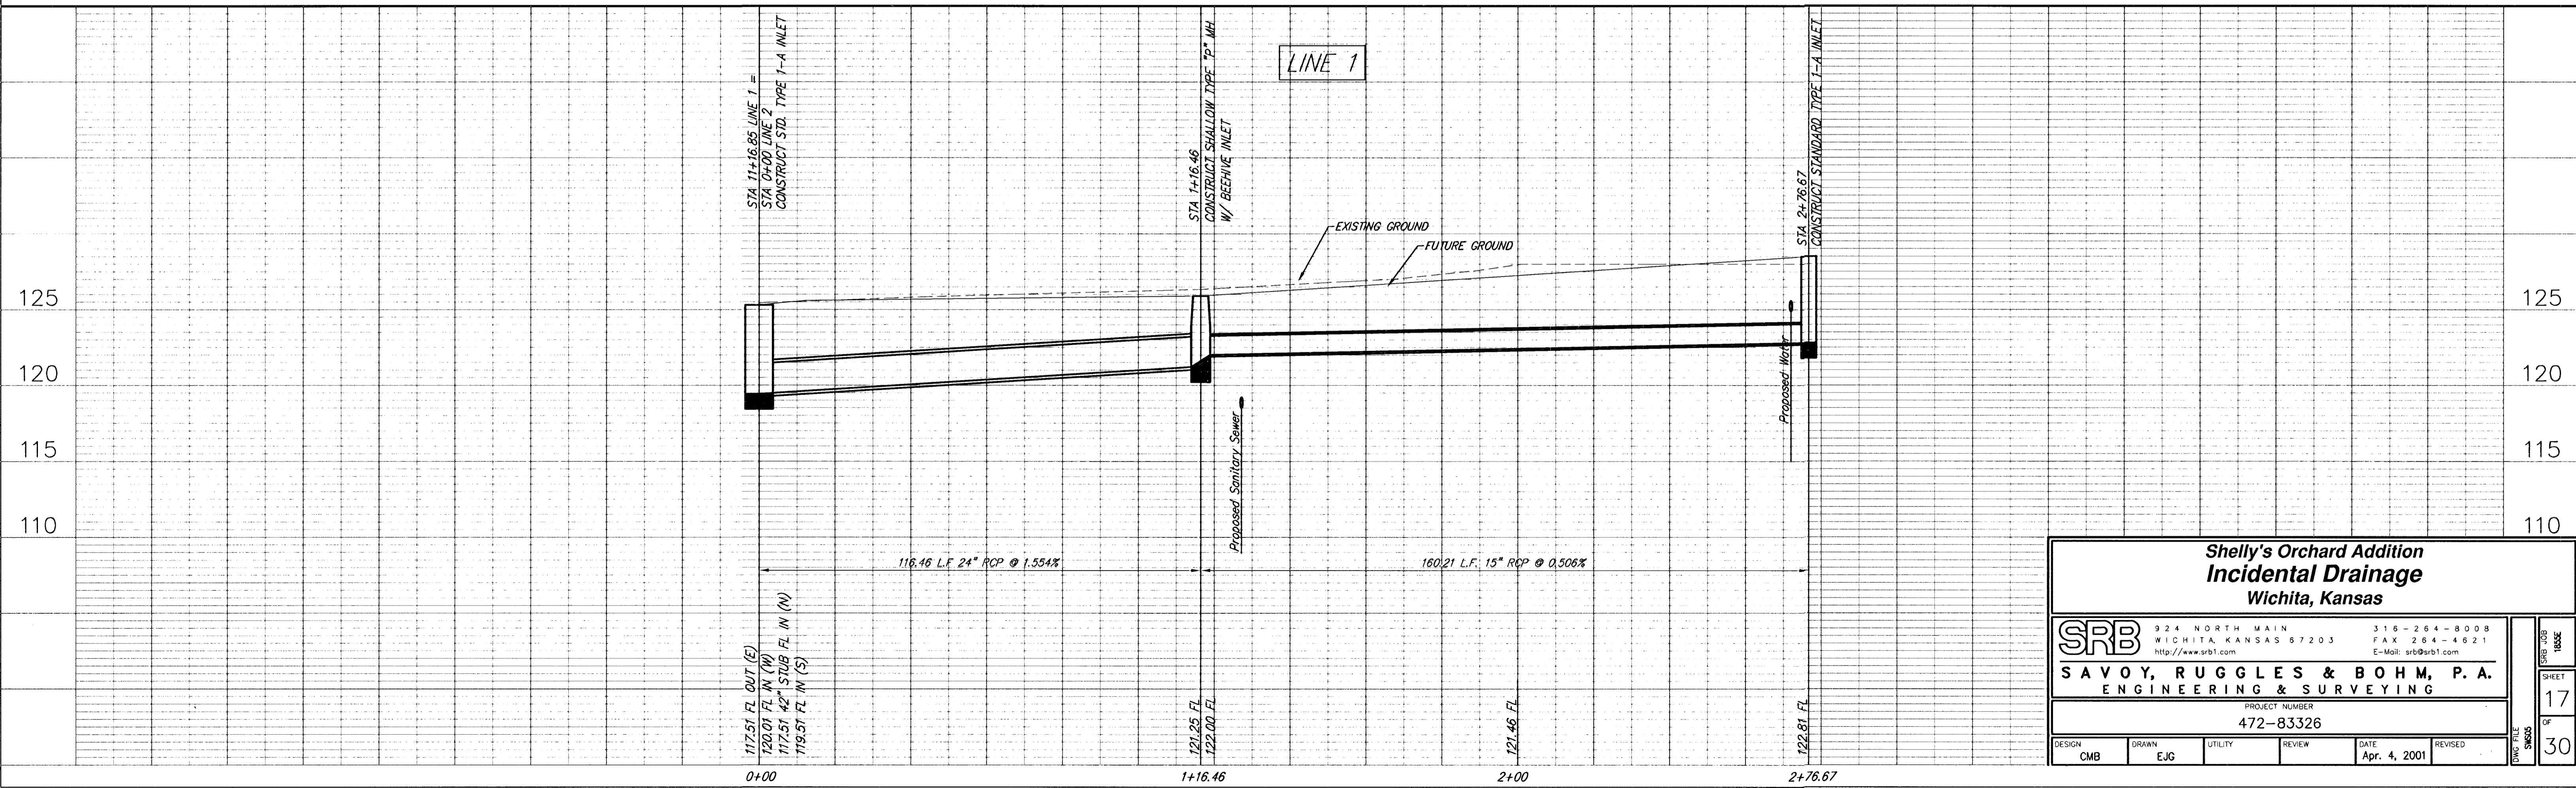 LINE 1
STA 11+16.85 LINE 1 =
STA 0+00 LINE 2
CONSTRUCT STD. TYPE 1-A INLET
STA 1+16.46
CONSTRUCT SHALLOW TYPE "P" MH
W/ BEEHIVE INLET
STA 2+76.67
CONSTRUCT STANDARD TYPE 1-A INLET
EXISTING GROUND
FUTURE GROUND
125
125
120
120
115
115
110
110
Proposed Sanitary Sewer
Proposed Water
116.46 L.F. 24" RCP @ 1.554%
160.21 L.F. 15" RCP @ 0.506%
117.51 FL OUT (E)
120.01 FL IN (W)
117.51 42" STUB FL IN (N)
119.51 FL IN (S)
121.25 FL
122.00 FL
121.46 FL
122.81 FL
0+00
1+16.46
2+00
2+76.67
Shelly's Orchard Addition
Incidental Drainage
Wichita, Kansas
SRB
924 NORTH MAIN
WICHITA, KANSAS 67203
http://www.srb1.com
316-264-8008
FAX 264-4621
E-Mail: srb@srb1.com
SAVOY, RUGGLES & BOHM, P.A.
ENGINEERING & SURVEYING
PROJECT NUMBER
472-83326
DESIGN
CMB
DRAWN
EJG
UTILITY
REVIEW
DATE
Apr. 4, 2001
REVISED
DWG FILE
SWS05
SRB JOB
1855E
SHEET
17
OF
30